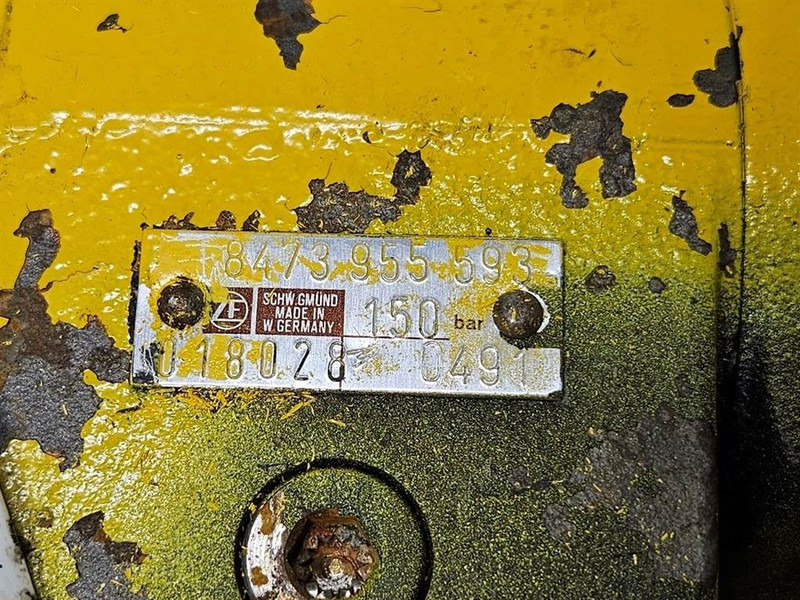 8473 955 593
ZF SCHW.GMÜND
MADE IN
W.GERMANY
150 bar
018028 0491